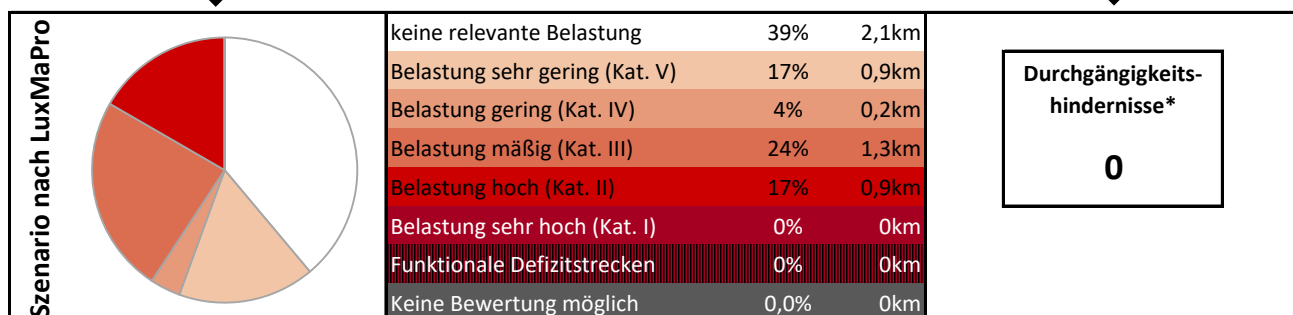 Szenario nach LuxMaPro
keine relevante Belastung 39% 2,1km
Belastung sehr gering (Kat. V) 17% 0,9km
Belastung gering (Kat. IV) 4% 0,2km
Belastung mäßig (Kat. III) 24% 1,3km
Belastung hoch (Kat. II) 17% 0,9km
Belastung sehr hoch (Kat. I) 0% 0km
Funktionale Defizitstrecken 0% 0km
Keine Bewertung möglich 0,0% 0km
Durchgängigkeits-
hindernisse*
0